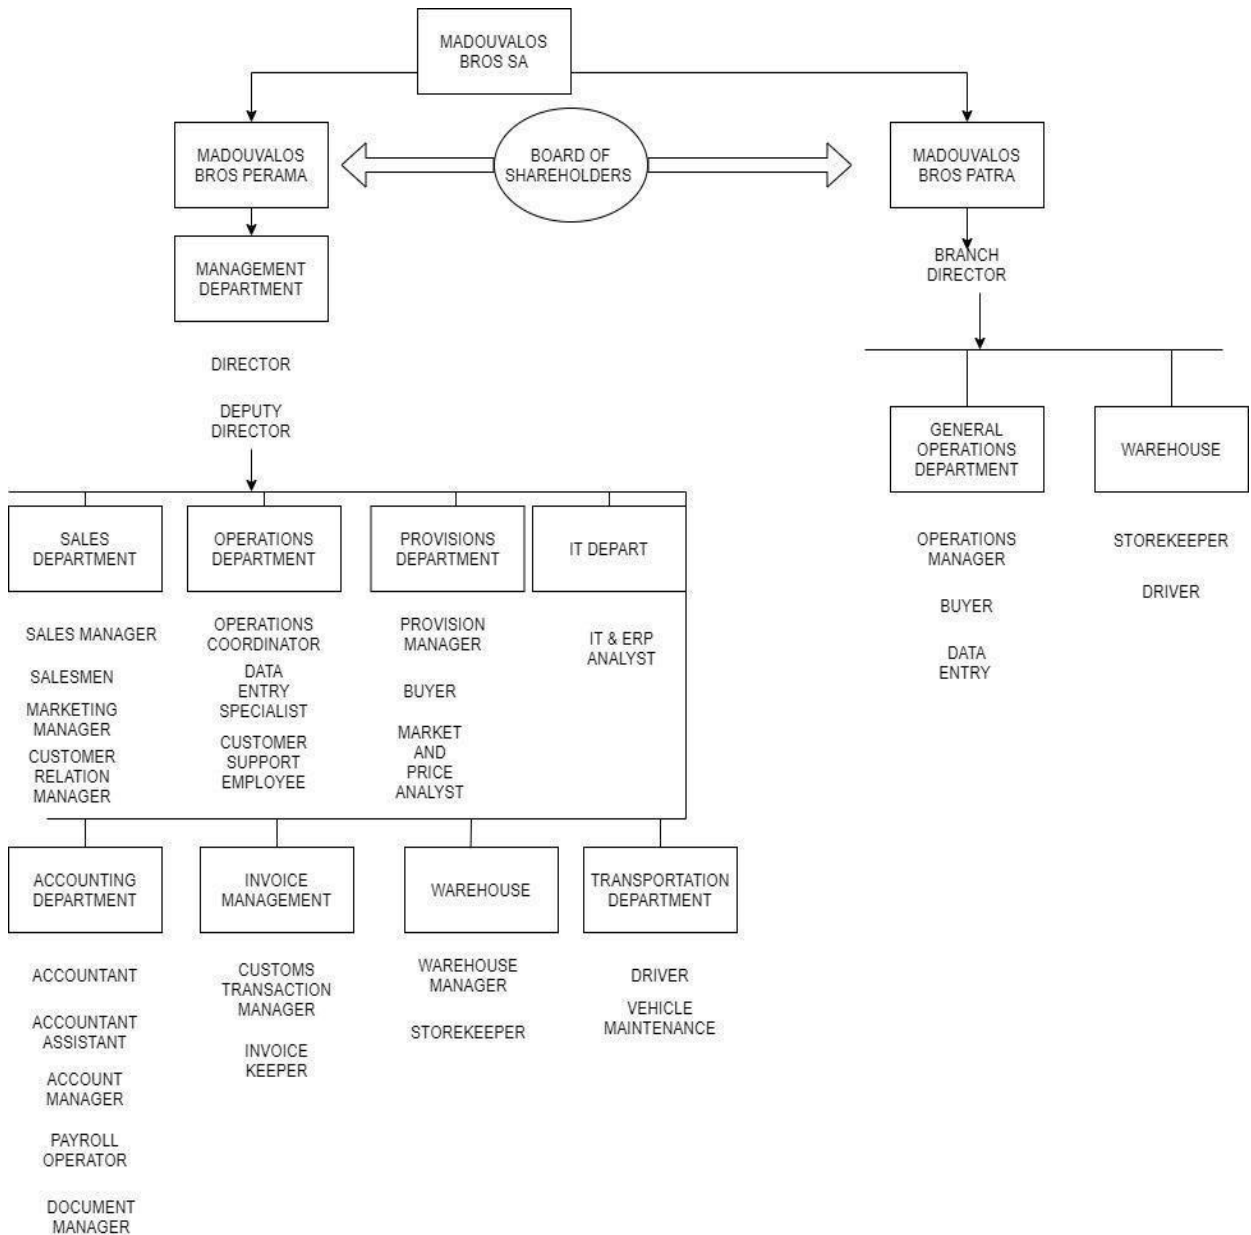 MADOUVALOS
BROS SA
MADOUVALOS
BROS PERAMA
BOARD OF
SHAREHOLDERS
MADOUVALOS
BROS PATRA
MANAGEMENT
DEPARTMENT
BRANCH
DIRECTOR
DIRECTOR
DEPUTY
DIRECTOR
GENERAL
OPERATIONS
DEPARTMENT
WAREHOUSE
OPERATIONS
MANAGER
BUYER
DATA
ENTRY
STOREKEEPER
DRIVER
SALES
DEPARTMENT
OPERATIONS
DEPARTMENT
PROVISIONS
DEPARTMENT
IT DEPART
SALES MANAGER
SALESMEN
MARKETING
MANAGER
CUSTOMER
RELATION
MANAGER
OPERATIONS
COORDINATOR
DATA
ENTRY
SPECIALIST
CUSTOMER
SUPPORT
EMPLOYEE
PROVISION
MANAGER
BUYER
MARKET
AND
PRICE
ANALYST
IT & ERP
ANALYST
ACCOUNTING
DEPARTMENT
INVOICE
MANAGEMENT
WAREHOUSE
TRANSPORTATION
DEPARTMENT
ACCOUNTANT
ACCOUNTANT
ASSISTANT
ACCOUNT
MANAGER
PAYROLL
OPERATOR
DOCUMENT
MANAGER
CUSTOMS
TRANSACTION
MANAGER
INVOICE
KEEPER
WAREHOUSE
MANAGER
STOREKEEPER
DRIVER
VEHICLE
MAINTENANCE